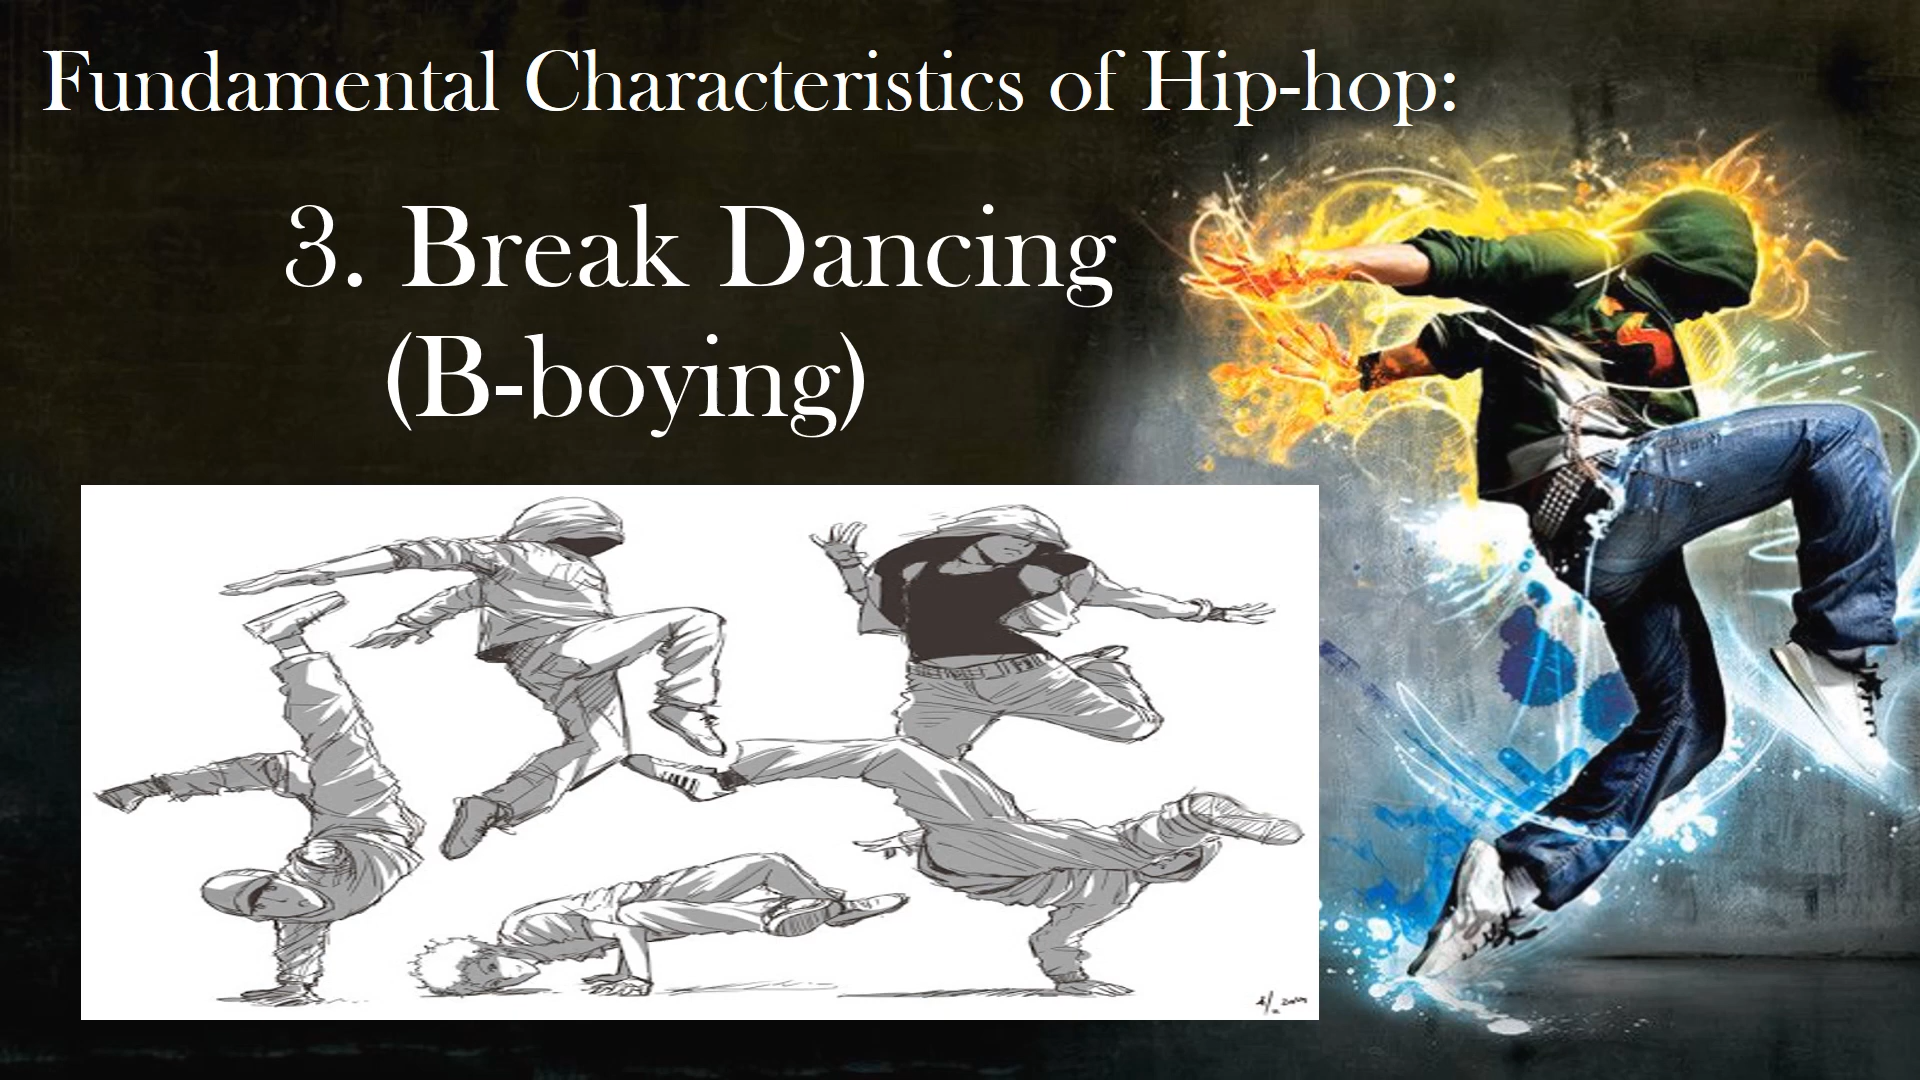 Fundamental Characteristics of Hip-hop:
3. Break Dancing
(B-boying)